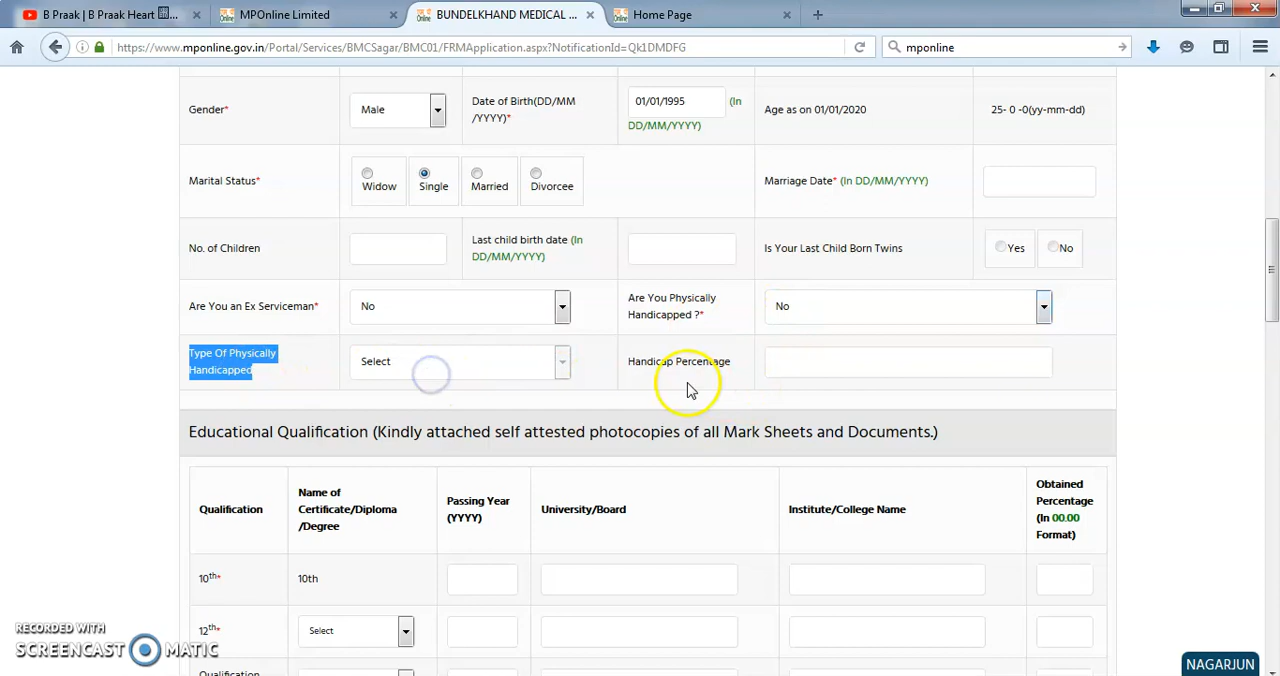 B Praak | B Praak Heart
MPOnline Limited
BUNDELKHAND MEDICAL ...
Home Page
https://www.mponline.gov.in/Portal/Services/BMCSagar/BMC01/FRMApplication.aspx?NotificationId=Qk1DMDFG
mponline
Gender*
Male
Date of Birth(DD/MM
/YYYY)*
01/01/1995
(In
DD/MM/YYYY)
Age as on 01/01/2020
25- 0 -0(yy-mm-dd)
Marital Status*
Widow
Single
Married
Divorcee
Marriage Date* (In DD/MM/YYYY)
No. of Children
Last child birth date (In
DD/MM/YYYY)
Is Your Last Child Born Twins
Yes
No
Are You an Ex Serviceman*
No
Are You Physically
Handicapped ?*
No
Type Of Physically
Handicapped
Select
Handicap Percentage
Educational Qualification (Kindly attached self attested photocopies of all Mark Sheets and Documents.)
Qualification
Name of
Certificate/Diploma
/Degree
Passing Year
(YYYY)
University/Board
Institute/College Name
Obtained
Percentage
(In 00.00
Format)
10th*
10th
12th*
Select
Qualification
RECORDED WITH
SCREENCAST MATIC
NAGARJUN